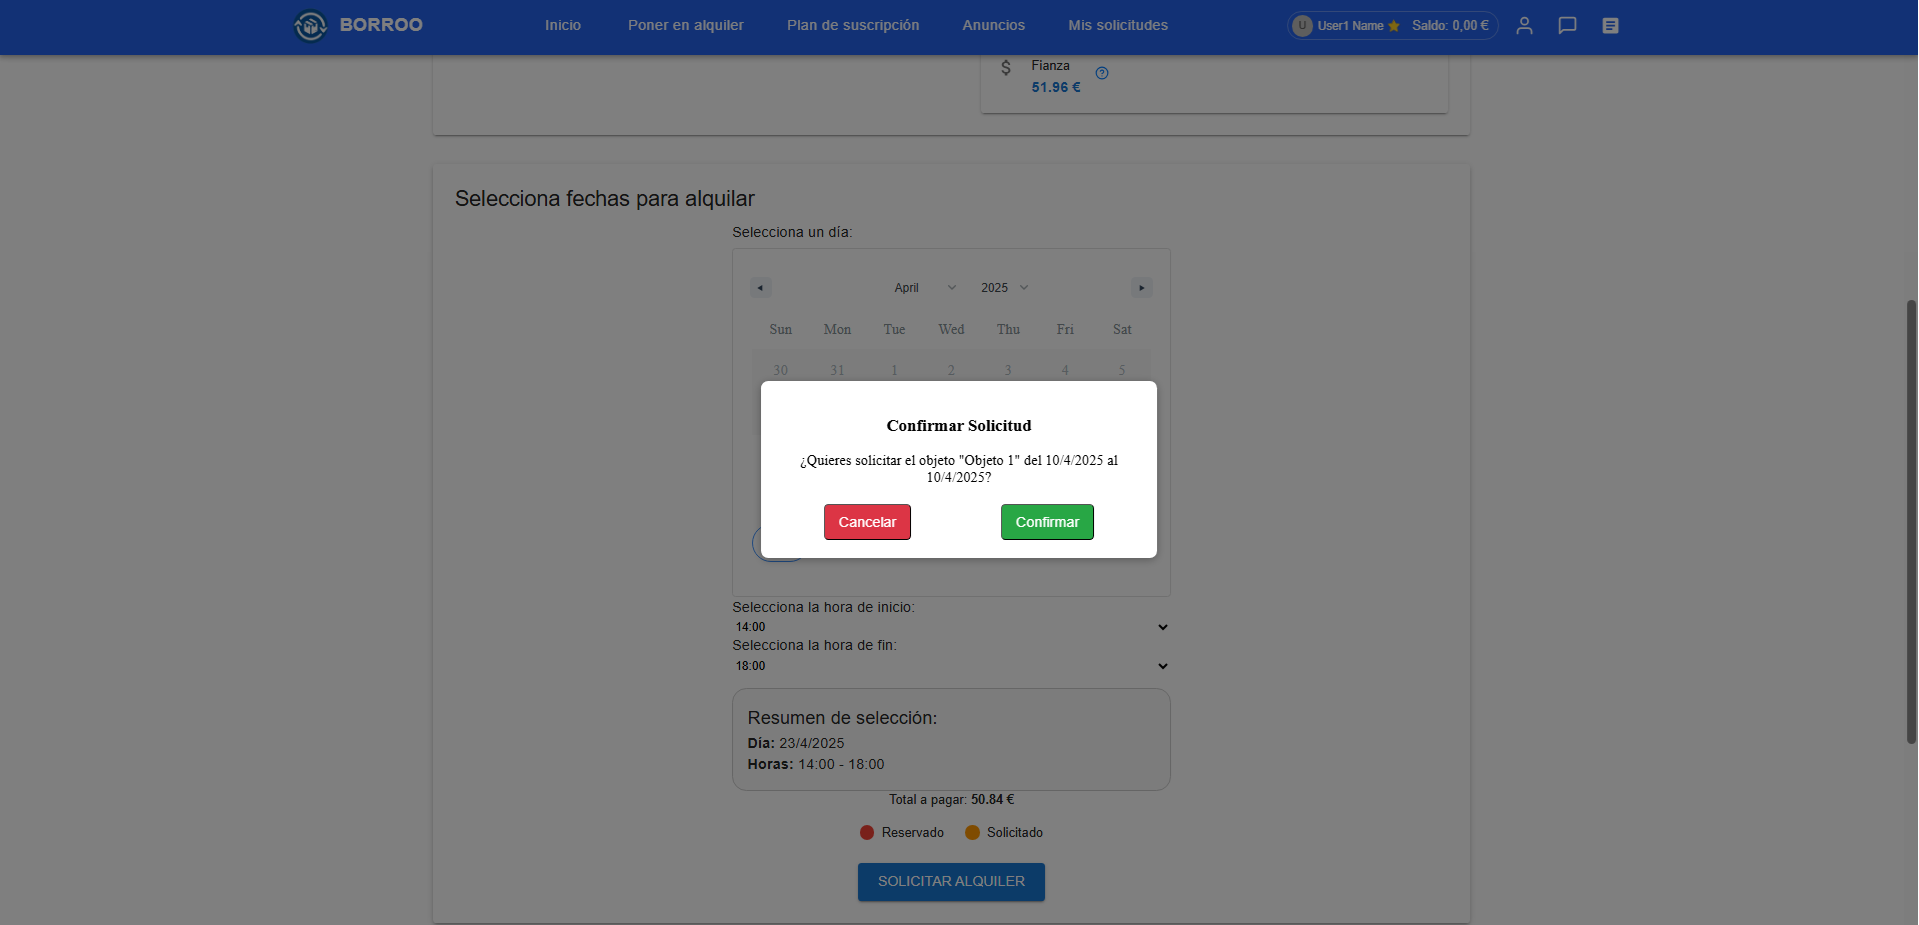 BORROO
Inicio
Poner en alquiler
Plan de suscripción
Anuncios
Mis solicitudes
U User1 Name Saldo: 0,00 €
Fianza
51.96 €
Selecciona fechas para alquilar
Selecciona un día:
April 2025
Sun Mon Tue Wed Thu Fri Sat
30 31 1 2 3 4 5
Confirmar Solicitud
¿Quieres solicitar el objeto "Objeto 1" del 10/4/2025 al
10/4/2025?
Cancelar Confirmar
Selecciona la hora de inicio:
14:00
Selecciona la hora de fin:
18:00
Resumen de selección:
Día: 23/4/2025
Horas: 14:00 - 18:00
Total a pagar: 50.84 €
Reservado Solicitado
SOLICITAR ALQUILER